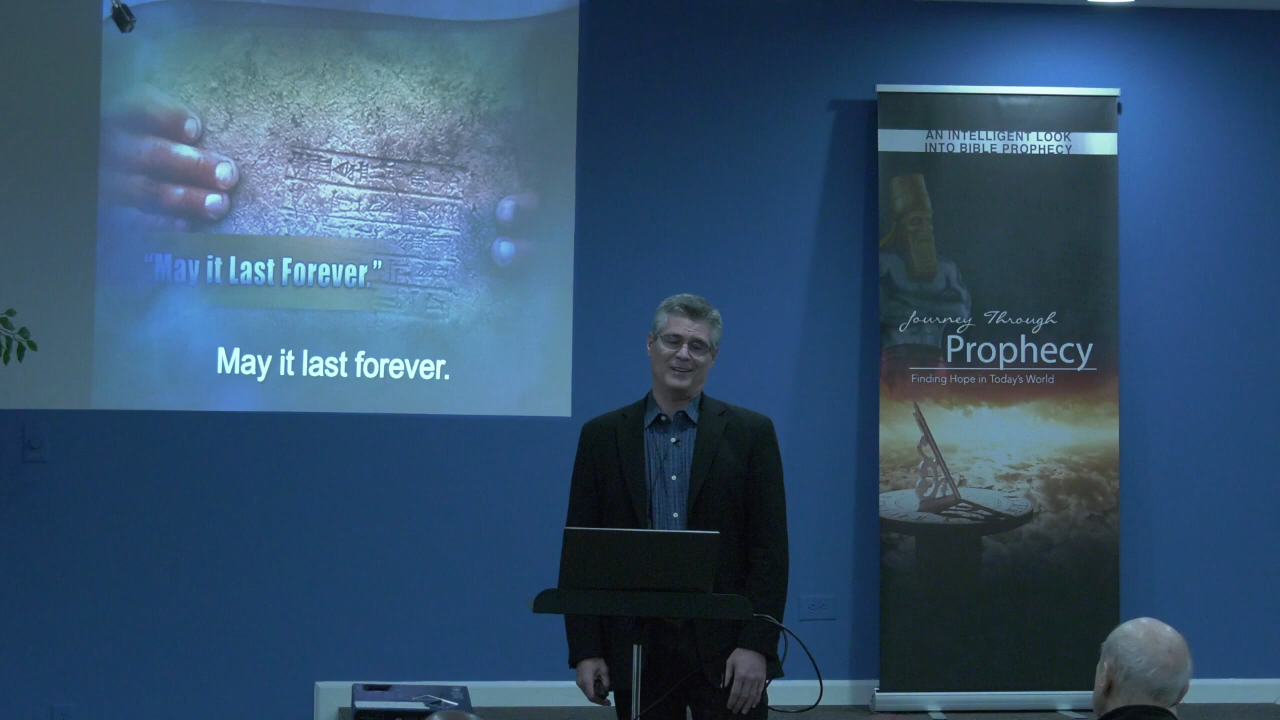 "May it Last Forever."
May it last forever.
AN INTELLIGENT LOOK
INTO BIBLE PROPHECY
Journey Through
Prophecy
Finding Hope in Today's World